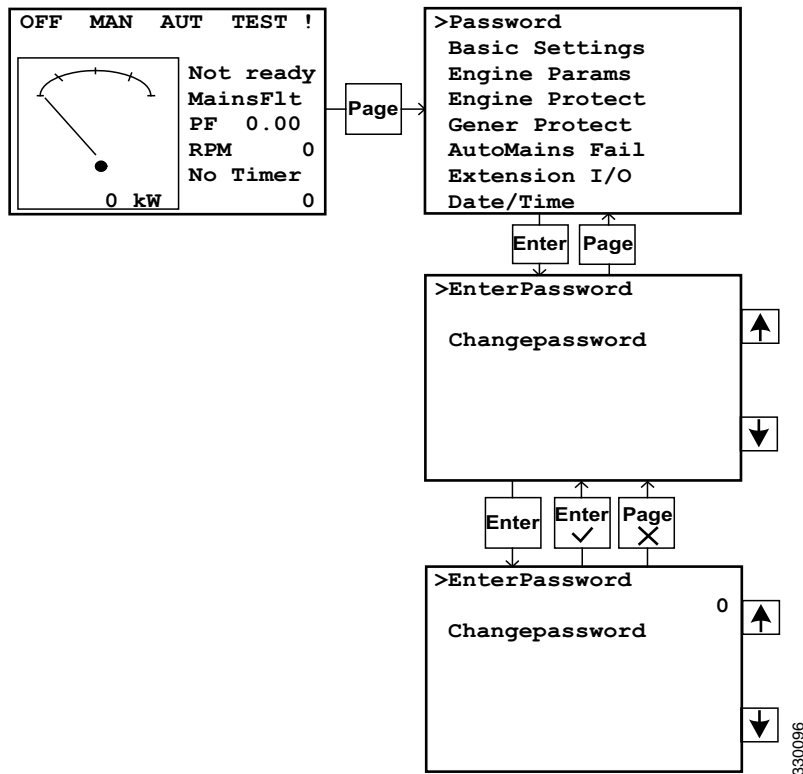 OFF MAN AUT TEST !
Not ready
MainsFlt
PF 0.00
RPM 0
No Timer
0 kW 0
Page
>Password
Basic Settings
Engine Params
Engine Protect
Gener Protect
AutoMains Fail
Extension I/O
Date/Time
Enter Page
>EnterPassword
Changepassword
Enter Enter Page
>EnterPassword
0
Changepassword
330096